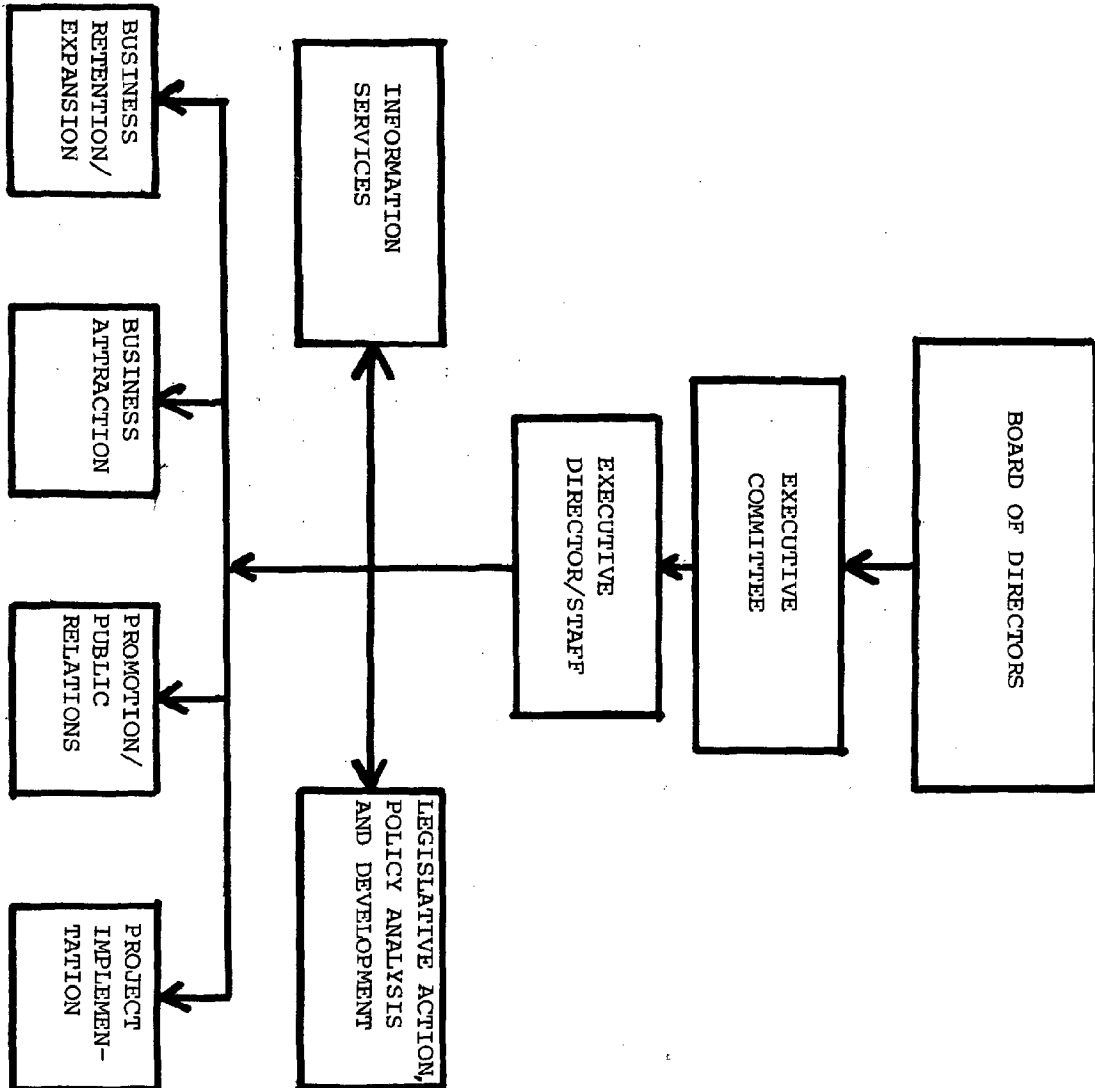 BOARD OF DIRECTORS
EXECUTIVE
COMMITTEE
EXECUTIVE
DIRECTOR/STAFF
INFORMATION
SERVICES
LEGISLATIVE ACTION,
POLICY ANALYSIS
AND DEVELOPMENT
BUSINESS
RETENTION/
EXPANSION
BUSINESS
ATTRACTION
PROMOTION/
PUBLIC
RELATIONS
PROJECT
IMPLEMEN-
TATION